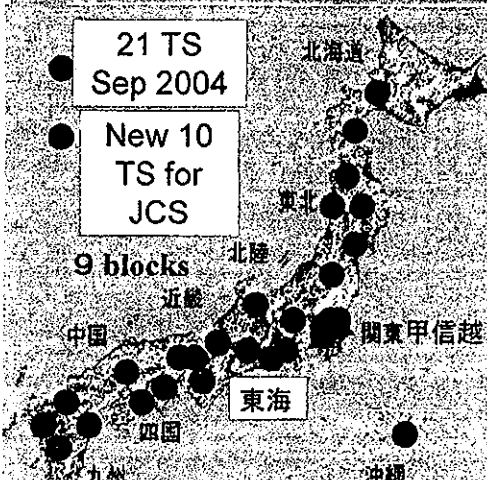 21 TS
Sep 2004
New 10
TS for
JCS
9 blocks
北海道
東北
北陸
近畿
中国
関東甲信越
東海
四国
九州
沖縄